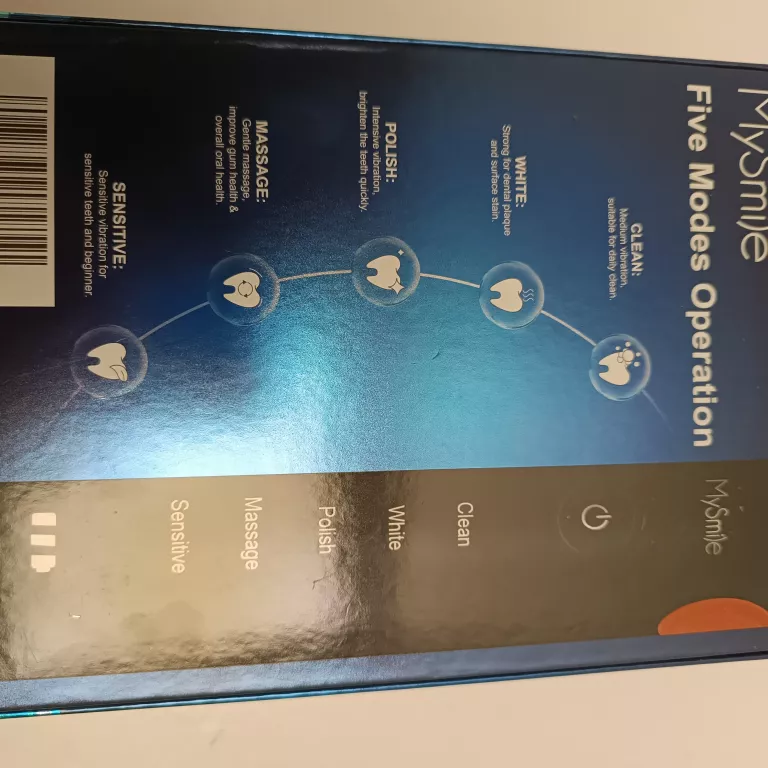 MySmile
Five Modes Operation
CLEAN:
Medium vibration,
suitable for daily clean.
WHITE:
Strong for dental plaque
and surface stain.
POLISH:
Intensive vibration,
brighten the teeth quickly.
MASSAGE:
Gentle massage,
improve gum health &
overall oral health.
SENSITIVE:
Sensitive vibration for
sensitive teeth and beginner.
MySmile
Clean
White
Polish
Massage
Sensitive